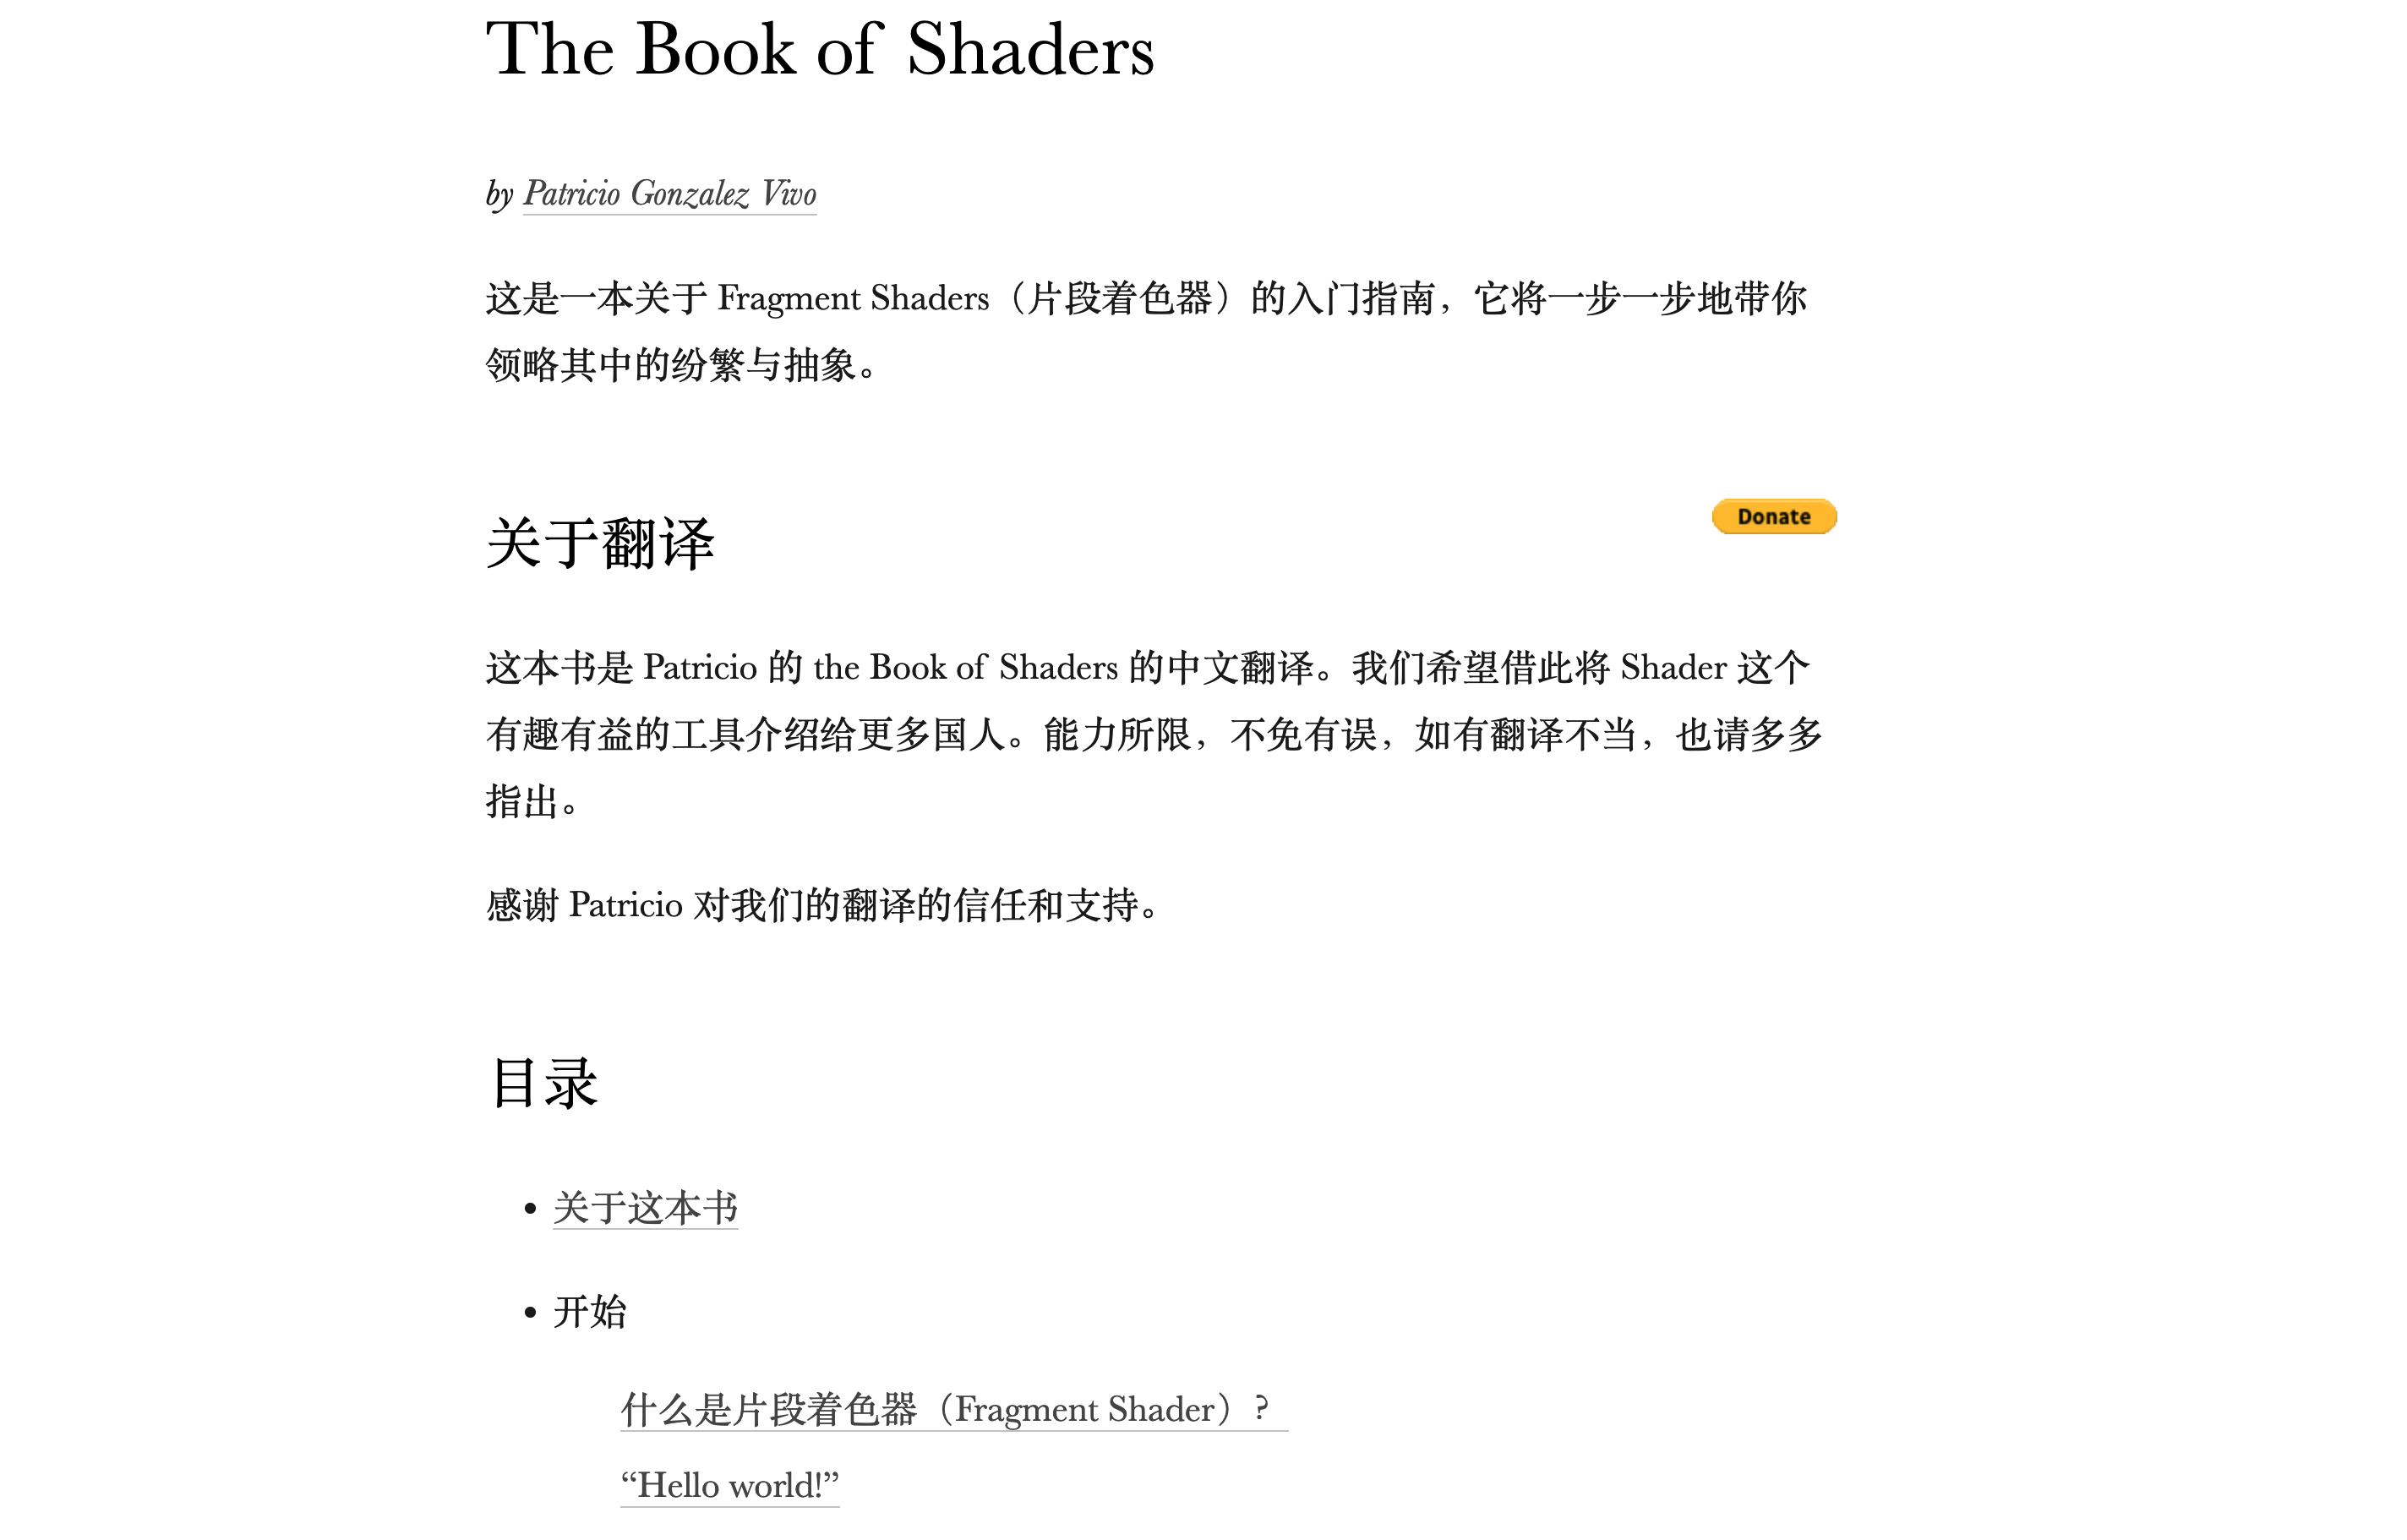 The Book of Shaders
by Patricio Gonzalez Vivo
这是一本关于 Fragment Shaders（片段着色器）的入门指南，它将一步一步地带你
领略其中的纷繁与抽象。
Donate
关于翻译
这本书是 Patricio 的 the Book of Shaders 的中文翻译。我们希望借此将 Shader 这个
有趣有益的工具介绍给更多国人。能力所限，不免有误，如有翻译不当，也请多多
指出。
感谢 Patricio 对我们的翻译的信任和支持。
目录
• 关于这本书
• 开始
什么是片段着色器（Fragment Shader）?
“Hello world!”